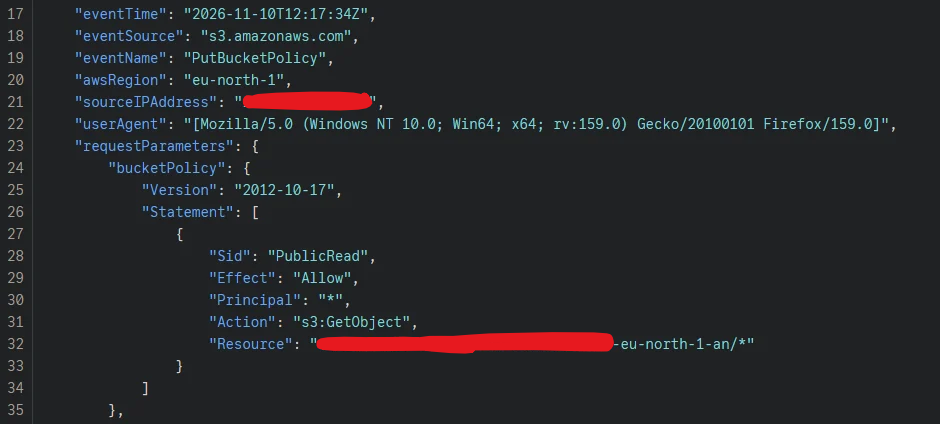 17 "eventTime": "2026-11-10T12:17:34Z",
18 "eventSource": "s3.amazonaws.com",
19 "eventName": "PutBucketPolicy",
20 "awsRegion": "eu-north-1",
21 "sourceIPAddress": " ",
22 "userAgent": "[Mozilla/5.0 (Windows NT 10.0; Win64; x64; rv:159.0) Gecko/20100101 Firefox/159.0]",
23 "requestParameters": {
24 "bucketPolicy": {
25 "Version": "2012-10-17",
26 "Statement": [
27 {
28 "Sid": "PublicRead",
29 "Effect": "Allow",
30 "Principal": "*",
31 "Action": "s3:GetObject",
32 "Resource": " -eu-north-1-an/*"
33 }
34 ]
35 },